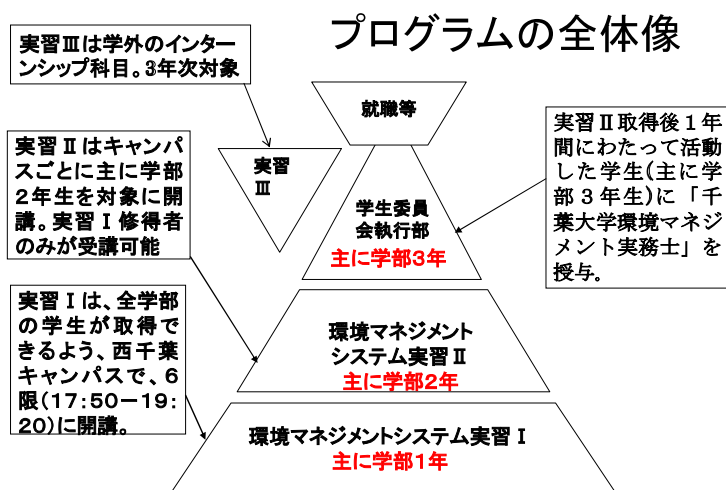 プログラムの全体像
実習Ⅲは学外のインター
ンシップ科目。3年次対象
就職等
実習Ⅱはキャンパ
スごとに主に学部
2年生を対象に開
講。実習Ⅰ修得者
のみが受講可能
実習
Ⅲ
学生委員
会執行部
主に学部3年
実習Ⅱ取得後1年
間にわたって活動
した学生(主に学
部3年生)に「千
葉大学環境マネジ
メント実務士」を
授与。
実習Ⅰは、全学部
の学生が取得で
きるよう、西千葉
キャンパスで、6
限(17:50－19:
20)に開講。
環境マネジメント
システム実習Ⅱ
主に学部2年
環境マネジメントシステム実習Ⅰ
主に学部1年